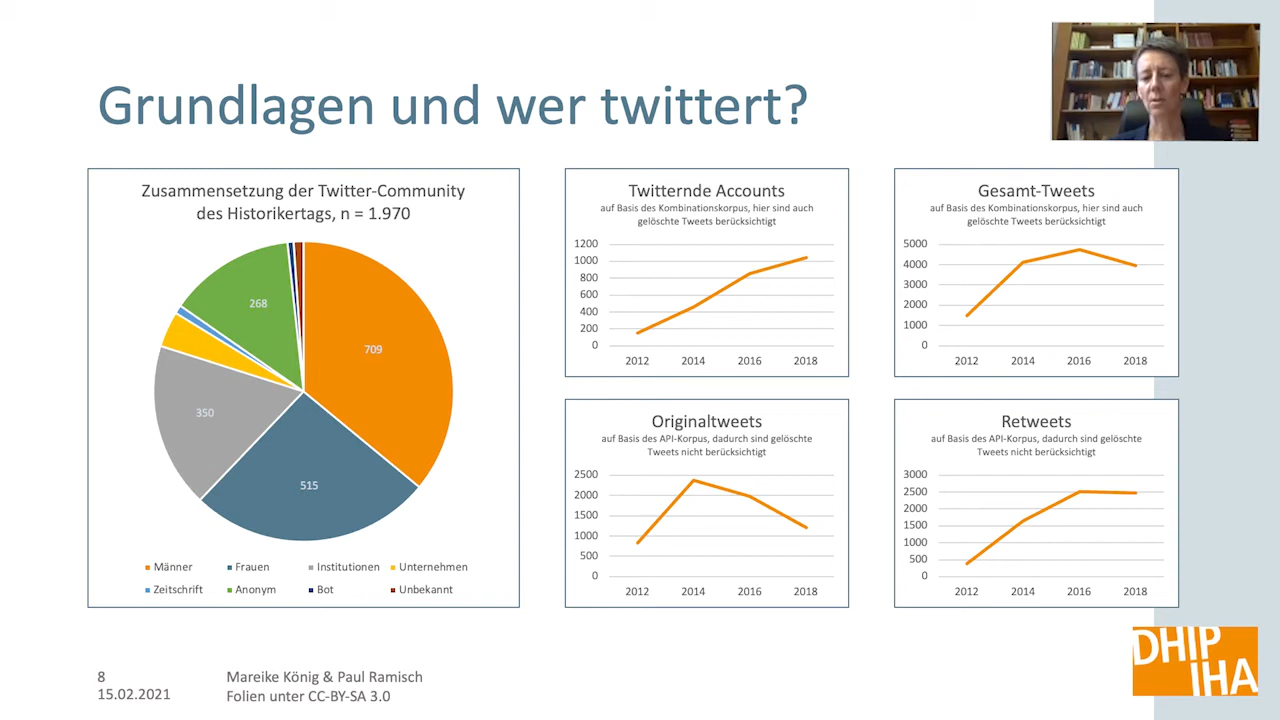 Grundlagen und wer twittert?
Zusammensetzung der Twitter-Community
des Historikertags, n = 1.970
268
709
350
515
Männer
Frauen
Institutionen
Unternehmen
Zeitschrift
Anonym
Bot
Unbekannt
Twitternde Accounts
auf Basis des Kombinationskorpus, hier sind auch
gelöschte Tweets berücksichtigt
1200
1000
800
600
400
200
0
2012 2014 2016 2018
Gesamt-Tweets
auf Basis des Kombinationskorpus, hier sind auch
gelöschte Tweets berücksichtigt
5000
4000
3000
2000
1000
0
2012 2014 2016 2018
Originaltweets
auf Basis des API-Korpus, dadurch sind gelöschte
Tweets nicht berücksichtigt
2500
2000
1500
1000
500
0
2012 2014 2016 2018
Retweets
auf Basis des API-Korpus, dadurch sind gelöschte
Tweets nicht berücksichtigt
3000
2500
2000
1500
1000
500
0
2012 2014 2016 2018
8
15.02.2021
Mareike König & Paul Ramisch
Folien unter CC-BY-SA 3.0
DHIP
IHA